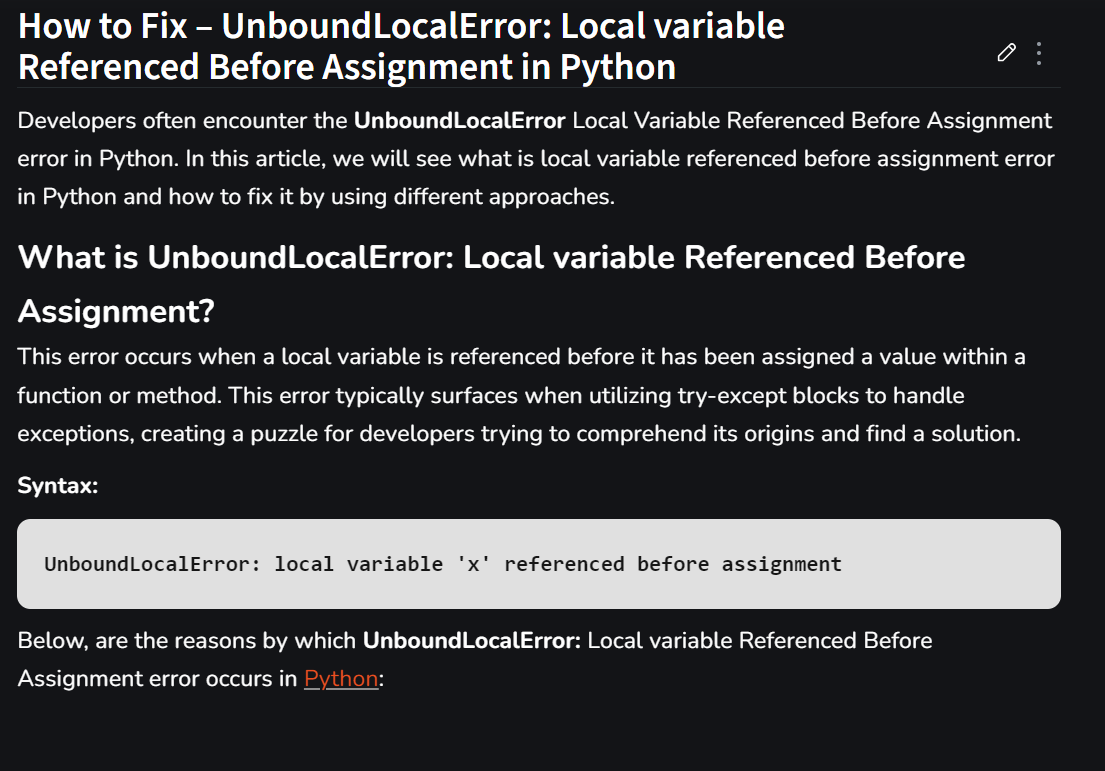 How to Fix – UnboundLocalError: Local variable
Referenced Before Assignment in Python
Developers often encounter the UnboundLocalError Local Variable Referenced Before Assignment
error in Python. In this article, we will see what is local variable referenced before assignment error
in Python and how to fix it by using different approaches.
What is UnboundLocalError: Local variable Referenced Before
Assignment?
This error occurs when a local variable is referenced before it has been assigned a value within a
function or method. This error typically surfaces when utilizing try-except blocks to handle
exceptions, creating a puzzle for developers trying to comprehend its origins and find a solution.
Syntax:
UnboundLocalError: local variable 'x' referenced before assignment
Below, are the reasons by which UnboundLocalError: Local variable Referenced Before
Assignment error occurs in Python: